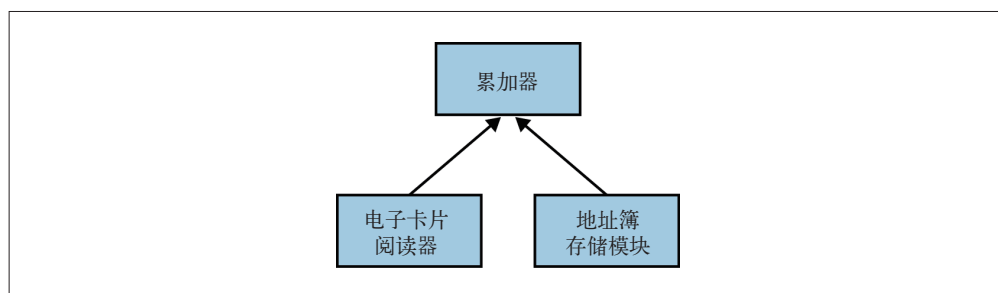 累加器
电子卡片
阅读器
地址簿
存储模块